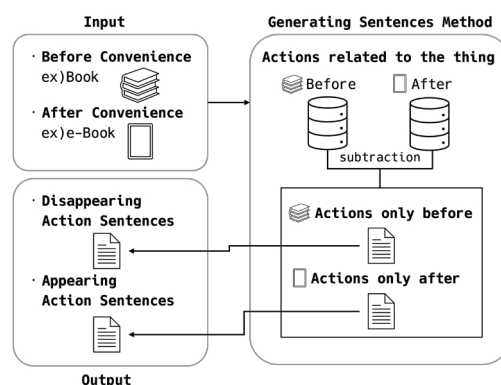 Input
· Before Convenience
ex)Book
· After Convenience
ex)e-Book
Generating Sentences Method
Actions related to the thing
Before
After
subtraction
Actions only before
Actions only after
· Disappearing
Action Sentences
· Appearing
Action Sentences
Output